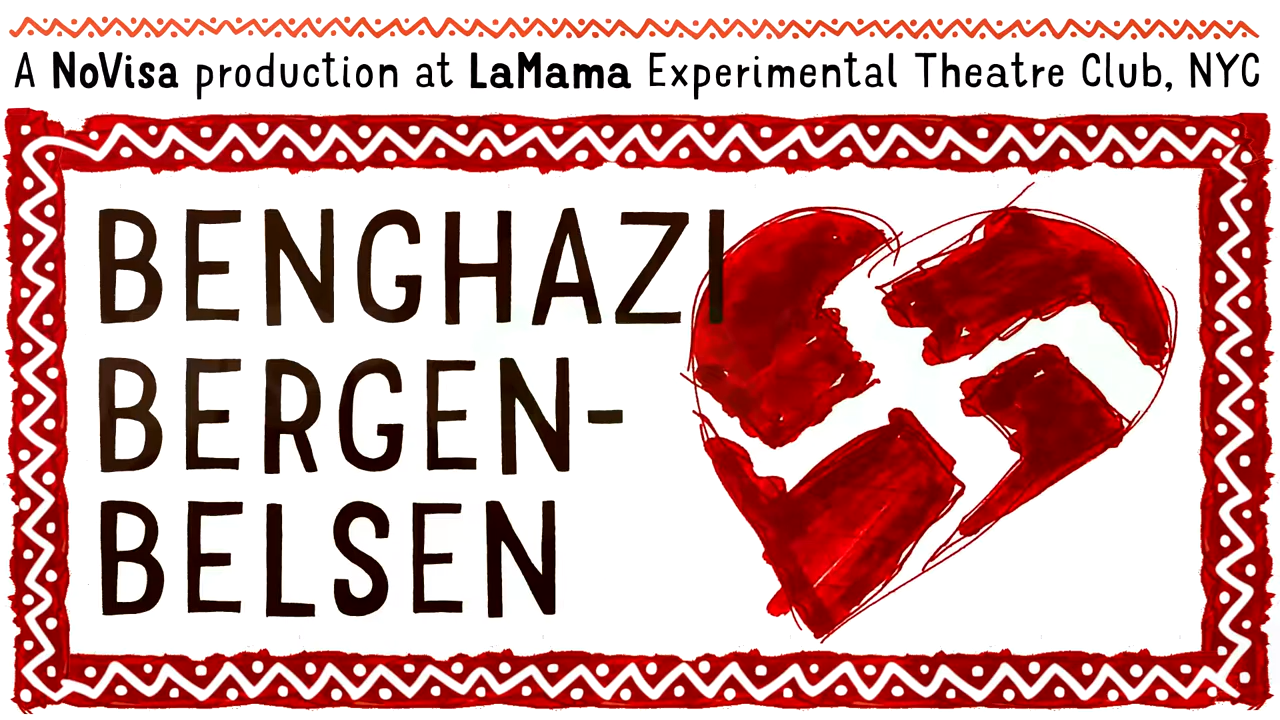 A NoVisa production at LaMama Experimental Theatre Club, NYC
BENGHAZI
BERGEN-
BELSEN